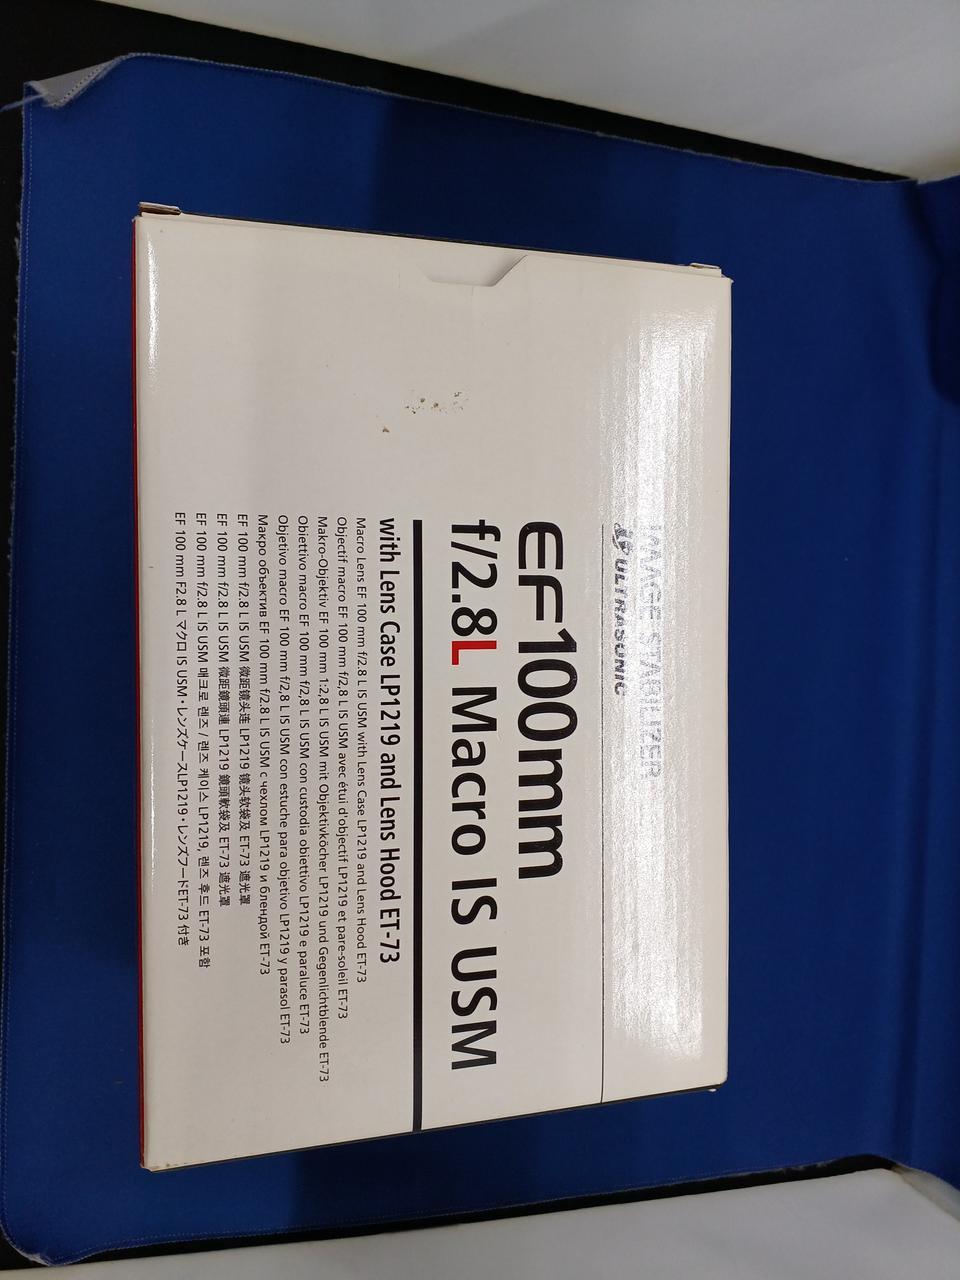 IMAGE STABILIZER
ULTRASONIC
EF100mm
f/2.8L Macro IS USM
with Lens Case LP1219 and Lens Hood ET-73
Macro Lens EF 100 mm f/2.8 L IS USM with Lens Case LP1219 and Lens Hood ET-73
Objectif macro EF 100 mm f/2,8 L IS USM avec étui d'objectif LP1219 et pare-soleil ET-73
Makro-Objektiv EF 100 mm 1:2,8 L IS USM mit Objektivköcher LP1219 und Gegenlichtblende ET-73
Obiettivo macro EF 100 mm f/2,8 L IS USM con custodia obiettivo LP1219 e paraluce ET-73
Objetivo macro EF 100 mm f/2,8 L IS USM con estuche para objetivo LP1219 y parasol ET-73
Макро объектив EF 100 mm f/2.8 L IS USM с чехлом LP1219 и блендой ET-73
EF 100 mm f/2.8 L IS USM 微距镜头连 LP1219 镜头软袋及 ET-73 遮光罩
EF 100 mm f/2.8 L IS USM 微距鏡頭連 LP1219 鏡頭軟袋及 ET-73 遮光罩
EF 100 mm f/2.8 L IS USM 매크로 렌즈 / 렌즈 케이스 LP1219, 렌즈 후드 ET-73 포함
EF 100 mm F2.8 L マクロ IS USM・レンズケースLP1219・レンズフードET-73 付き